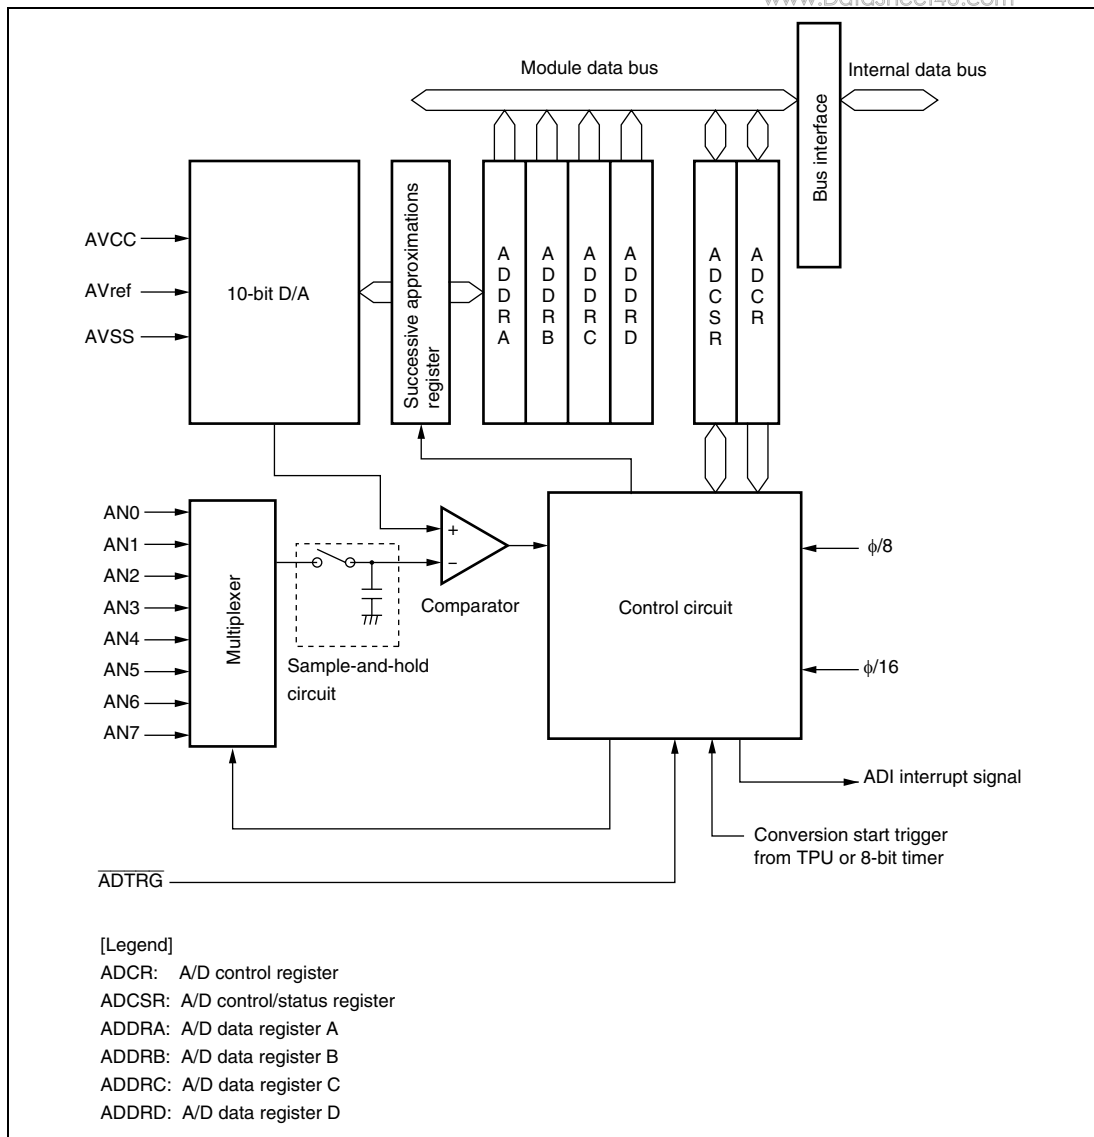 www.DataSheet4U.com
Module data bus
Internal data bus
Bus interface
AVCC
AVref
AVSS
10-bit D/A
Successive approximations
register
ADDRA
ADDRB
ADDRC
ADDRD
ADCSR
ADCR
AN0
AN1
AN2
AN3
AN4
AN5
AN6
AN7
Multiplexer
+
−
Comparator
Sample-and-hold
circuit
Control circuit
ϕ/8
ϕ/16
ADI interrupt signal
Conversion start trigger
from TPU or 8-bit timer
ADTRG
[Legend]
ADCR: A/D control register
ADCSR: A/D control/status register
ADDRA: A/D data register A
ADDRB: A/D data register B
ADDRC: A/D data register C
ADDRD: A/D data register D